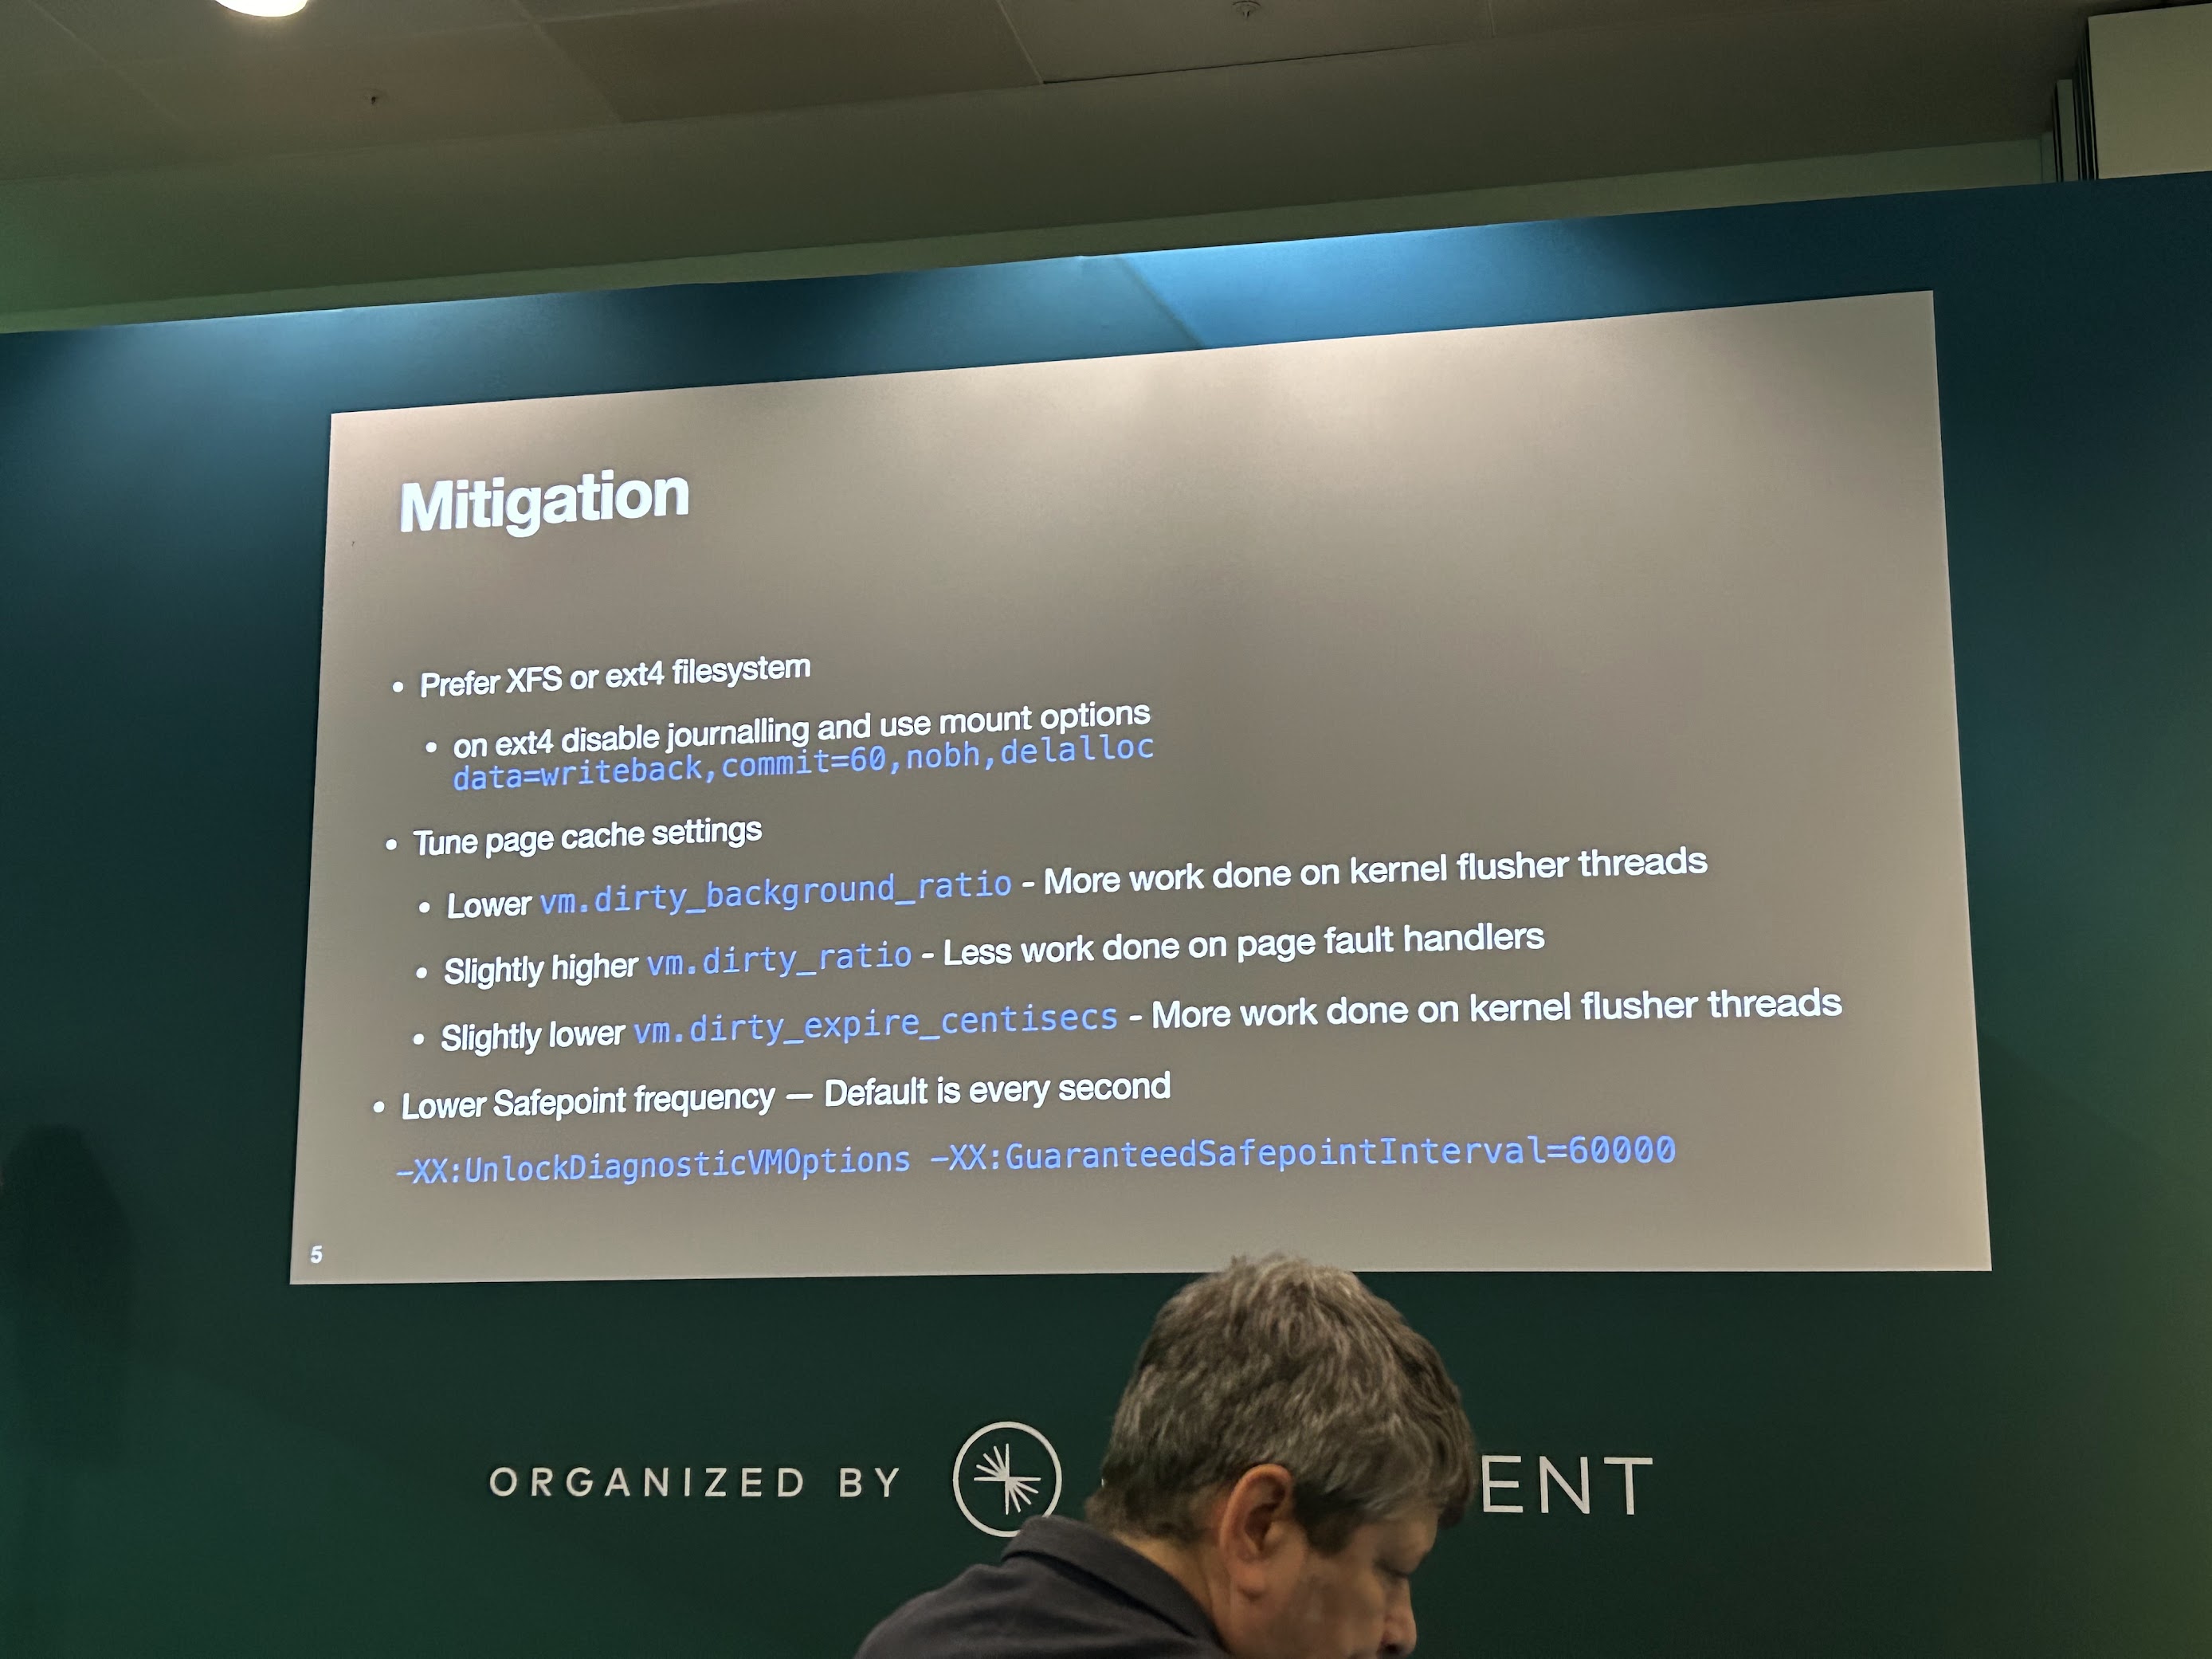 Mitigation
• Prefer XFS or ext4 filesystem
• on ext4 disable journalling and use mount options
data=writeback,commit=60,nobh,delalloc
• Tune page cache settings
• Lower vm.dirty_background_ratio - More work done on kernel flusher threads
• Slightly higher vm.dirty_ratio - Less work done on page fault handlers
• Slightly lower vm.dirty_expire_centisecs - More work done on kernel flusher threads
• Lower Safepoint frequency — Default is every second
-XX:UnlockDiagnosticVMOptions -XX:GuaranteedSafepointInterval=60000
5
ORGANIZED BY